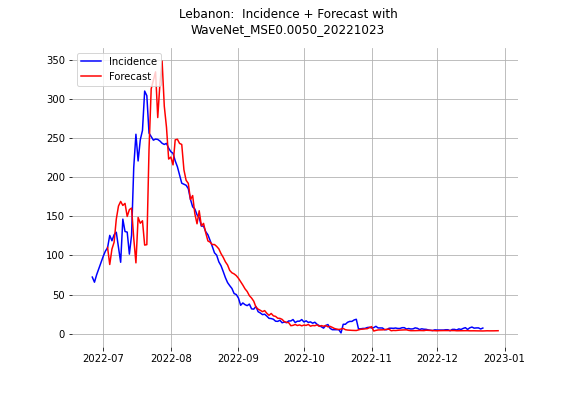 Lebanon:  Incidence + Forecast with
WaveNet_MSE0.0050_20221023
350
300
250
200
150
100
50
0
Incidence
Forecast
2022-07 2022-08 2022-09 2022-10 2022-11 2022-12 2023-01